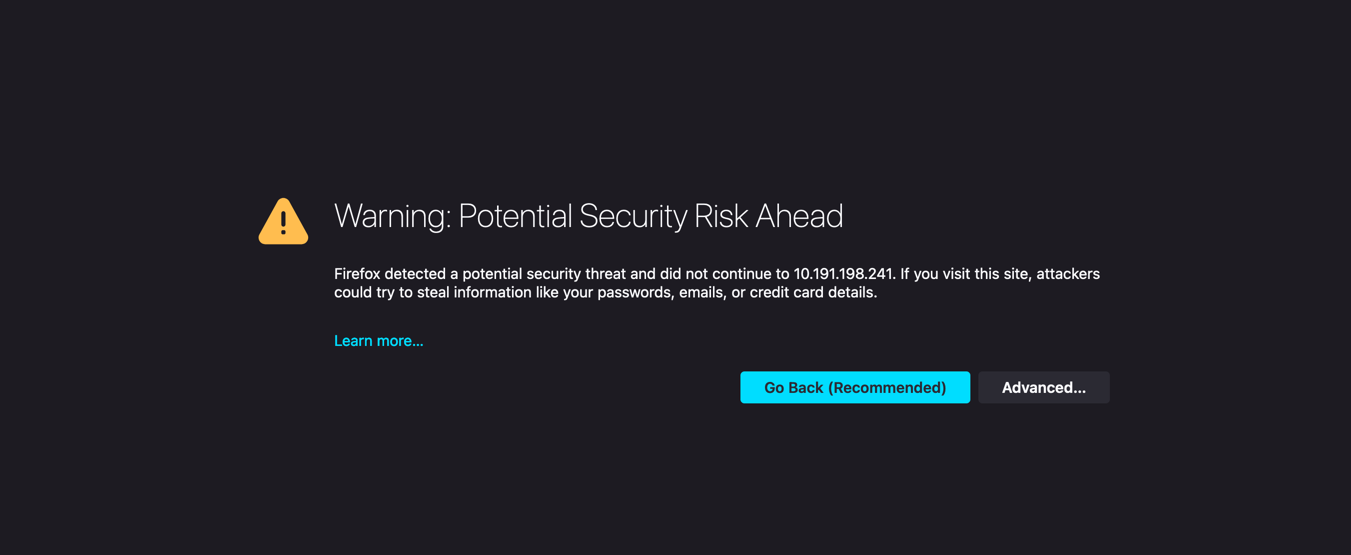 Warning: Potential Security Risk Ahead
Firefox detected a potential security threat and did not continue to 10.191.198.241. If you visit this site, attackers
could try to steal information like your passwords, emails, or credit card details.
Learn more...
Go Back (Recommended)
Advanced...